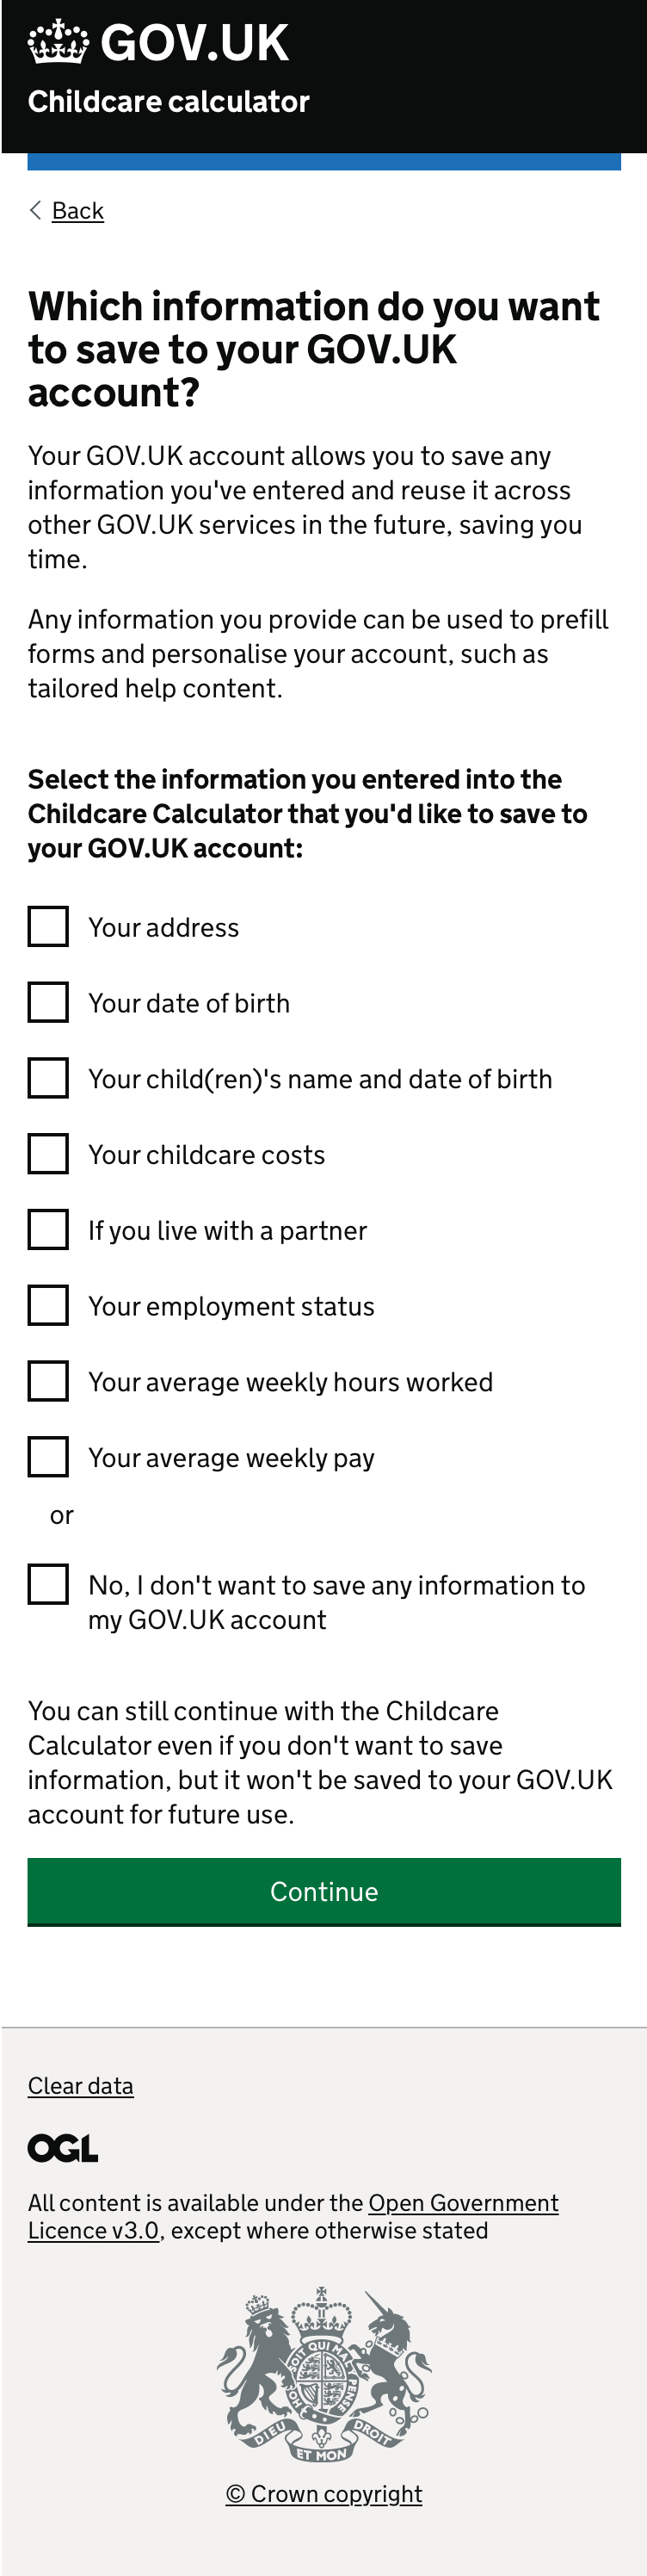 GOV.UK
Childcare calculator
Back
Which information do you want
to save to your GOV.UK
account?
Your GOV.UK account allows you to save any
information you've entered and reuse it across
other GOV.UK services in the future, saving you
time.
Any information you provide can be used to prefill
forms and personalise your account, such as
tailored help content.
Select the information you entered into the
Childcare Calculator that you'd like to save to
your GOV.UK account:
Your address
Your date of birth
Your child(ren)'s name and date of birth
Your childcare costs
If you live with a partner
Your employment status
Your average weekly hours worked
Your average weekly pay
or
No, I don't want to save any information to
my GOV.UK account
You can still continue with the Childcare
Calculator even if you don't want to save
information, but it won't be saved to your GOV.UK
account for future use.
Continue
Clear data
OGL
All content is available under the Open Government
Licence v3.0, except where otherwise stated
SOIT QUI MAL
PENSE
HON
DIEU ET MON DROIT
© Crown copyright